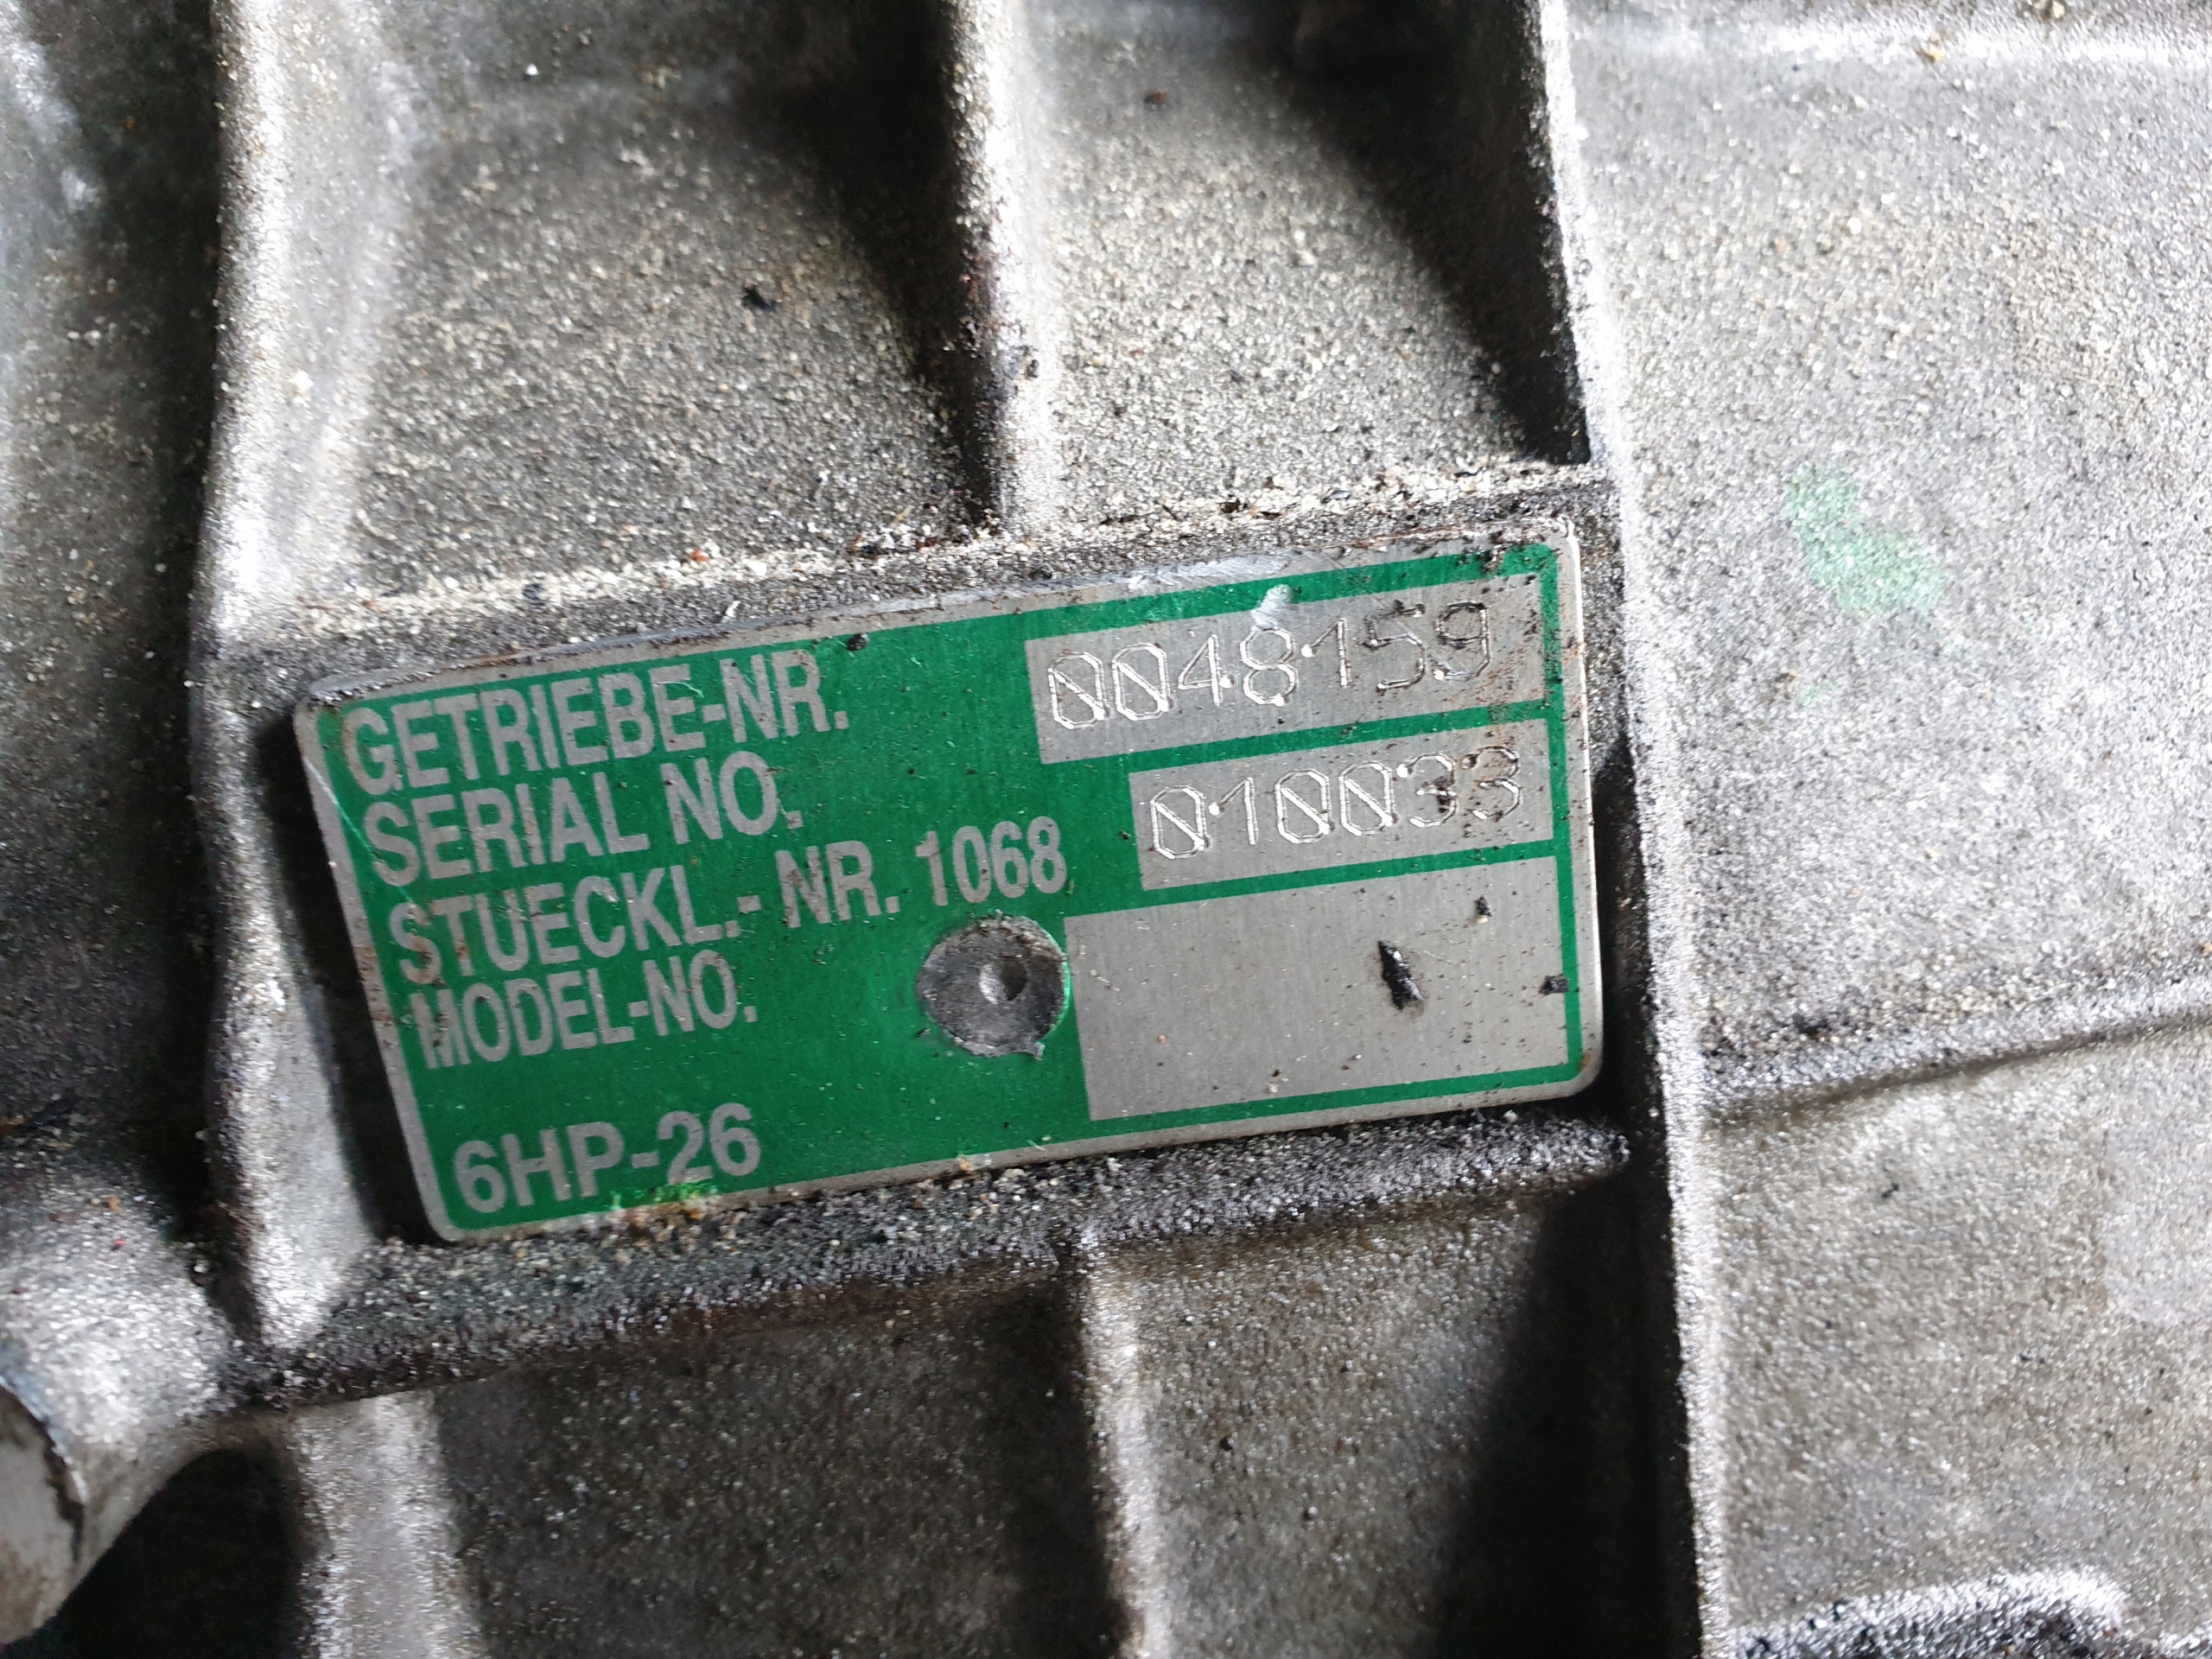 GETRIEBE-NR. 0048159
SERIAL NO.
STUECKL.- NR. 1068 010033
MODEL-NO.
6HP-26